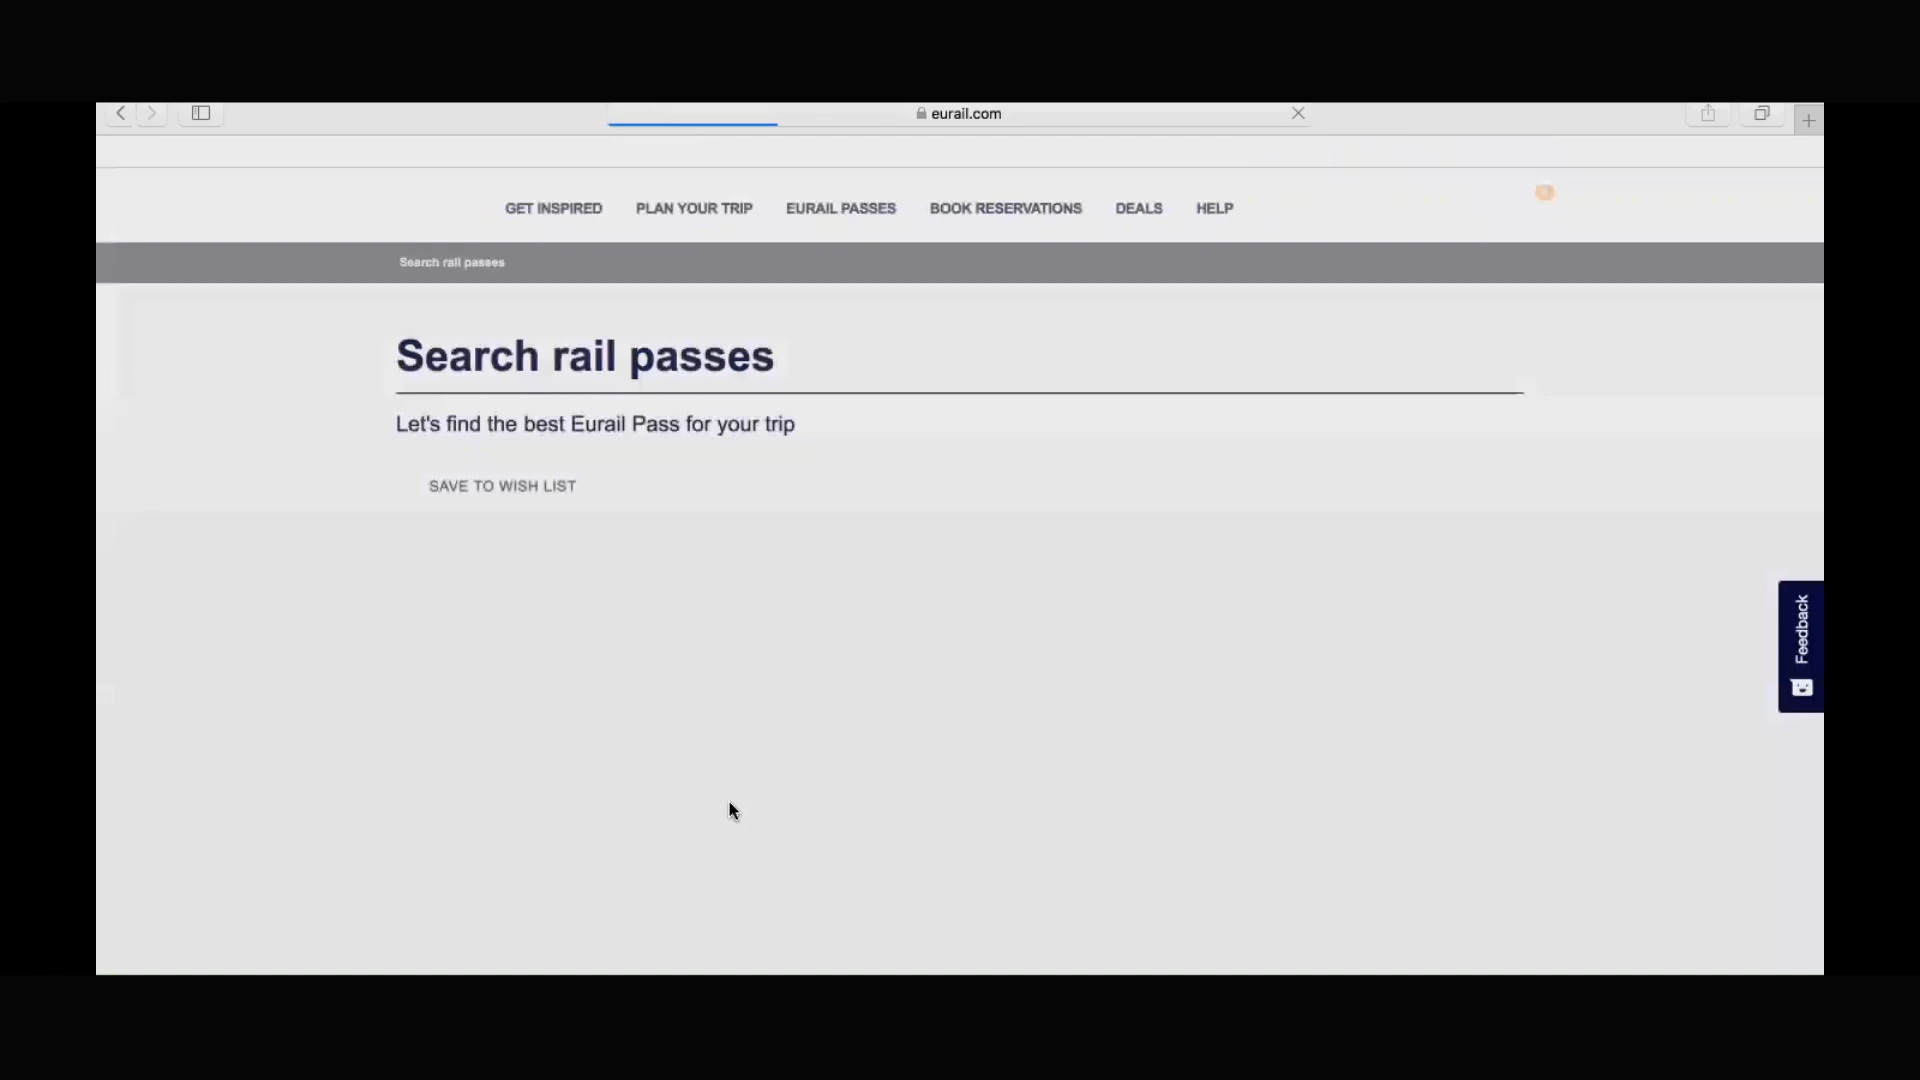 eurail.com
GET INSPIRED PLAN YOUR TRIP EURAIL PASSES BOOK RESERVATIONS DEALS HELP
Search rail passes
Search rail passes
Let's find the best Eurail Pass for your trip
SAVE TO WISH LIST
Feedback